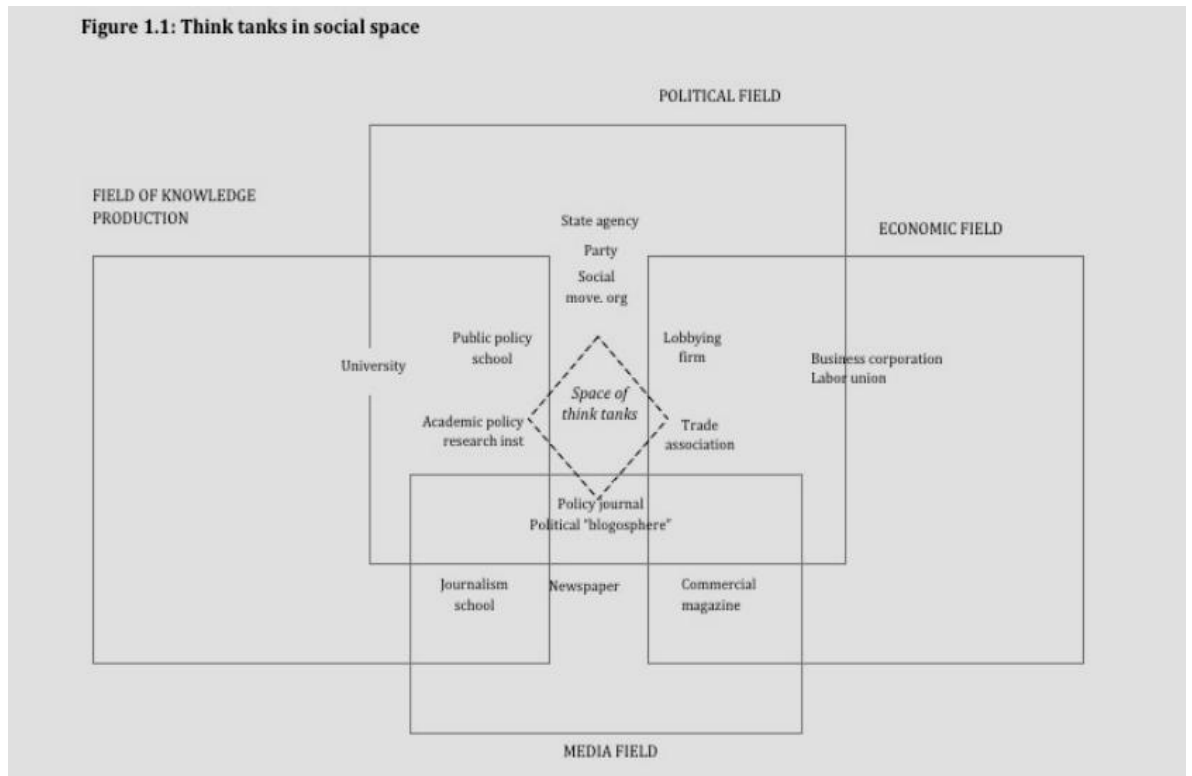 Figure 1.1: Think tanks in social space
POLITICAL FIELD
FIELD OF KNOWLEDGE
PRODUCTION
ECONOMIC FIELD
State agency
Party
Social
move. org
Public policy
school
Lobbying
firm
University
Business corporation
Labor union
Space of
think tanks
Academic policy
research inst
Trade
association
Policy journal
Political "blogosphere"
Journalism
school
Newspaper
Commercial
magazine
MEDIA FIELD